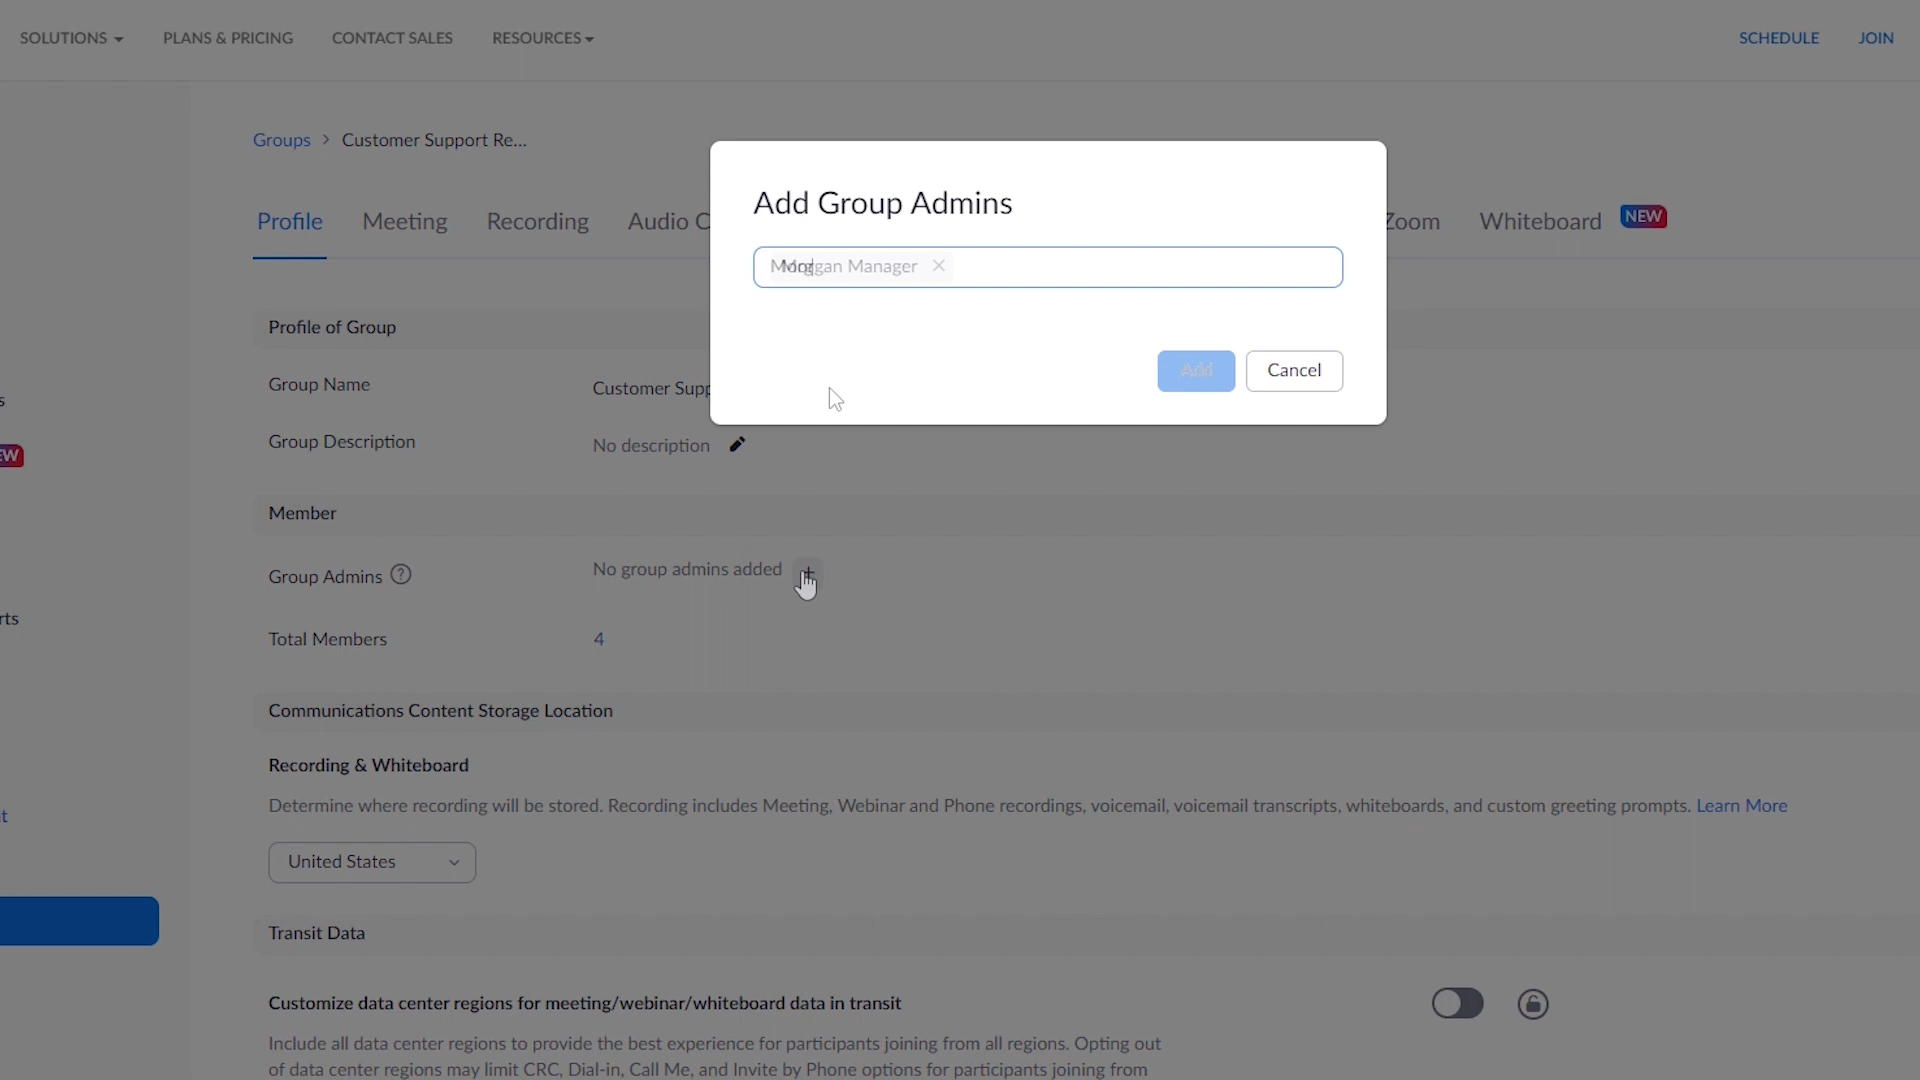 SOLUTIONS PLANS & PRICING CONTACT SALES RESOURCES SCHEDULE JOIN
Groups > Customer Support Re...
Add Group Admins
Profile Meeting Recording Audio C Zoom Whiteboard NEW
Morgan Manager
Profile of Group
Add Cancel
Group Name Customer Supp
s
Group Description No description
EW
Member
Group Admins ? No group admins added +
rts
Total Members 4
Communications Content Storage Location
Recording & Whiteboard
Determine where recording will be stored. Recording includes Meeting, Webinar and Phone recordings, voicemail, voicemail transcripts, whiteboards, and custom greeting prompts. Learn More
t
United States
Transit Data
Customize data center regions for meeting/webinar/whiteboard data in transit
Include all data center regions to provide the best experience for participants joining from all regions. Opting out
of data center regions may limit CRC, Dial-in, Call Me, and Invite by Phone options for participants joining from